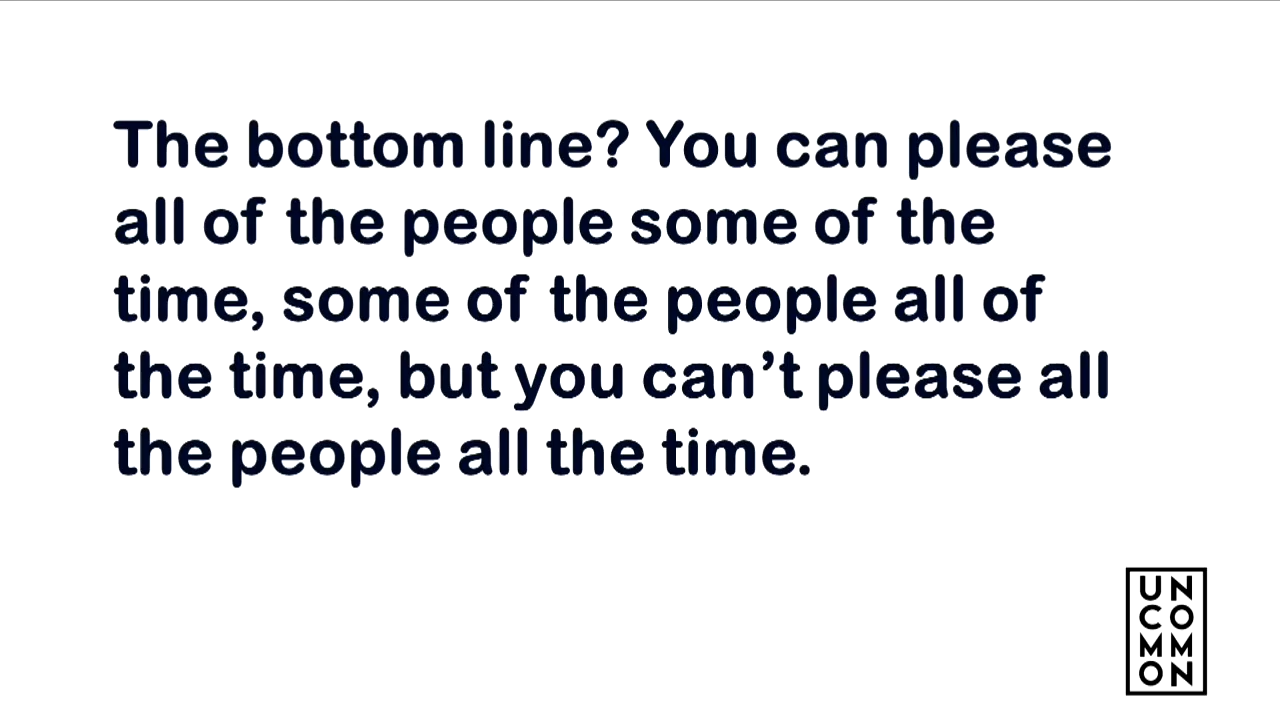 The bottom line? You can please
all of the people some of the
time, some of the people all of
the time, but you can’t please all
the people all the time.
UN
CO
MM
ON